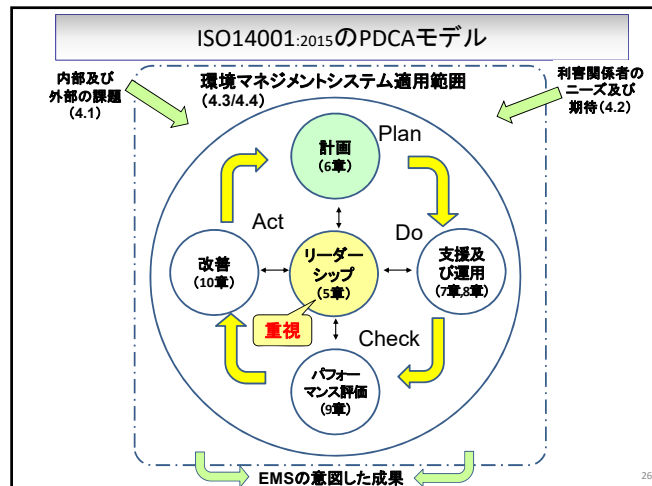 ISO14001:2015のPDCAモデル
内部及び
外部の課題
(4.1)
環境マネジメントシステム適用範囲
(4.3/4.4)
利害関係者の
ニーズ及び
期待(4.2)
計画
(6章)
Plan
Act
Do
改善
(10章)
リーダー
シップ
(5章)
支援及
び運用
(7章,8章)
重視
Check
パフォー
マンス評価
(9章)
EMSの意図した成果
26